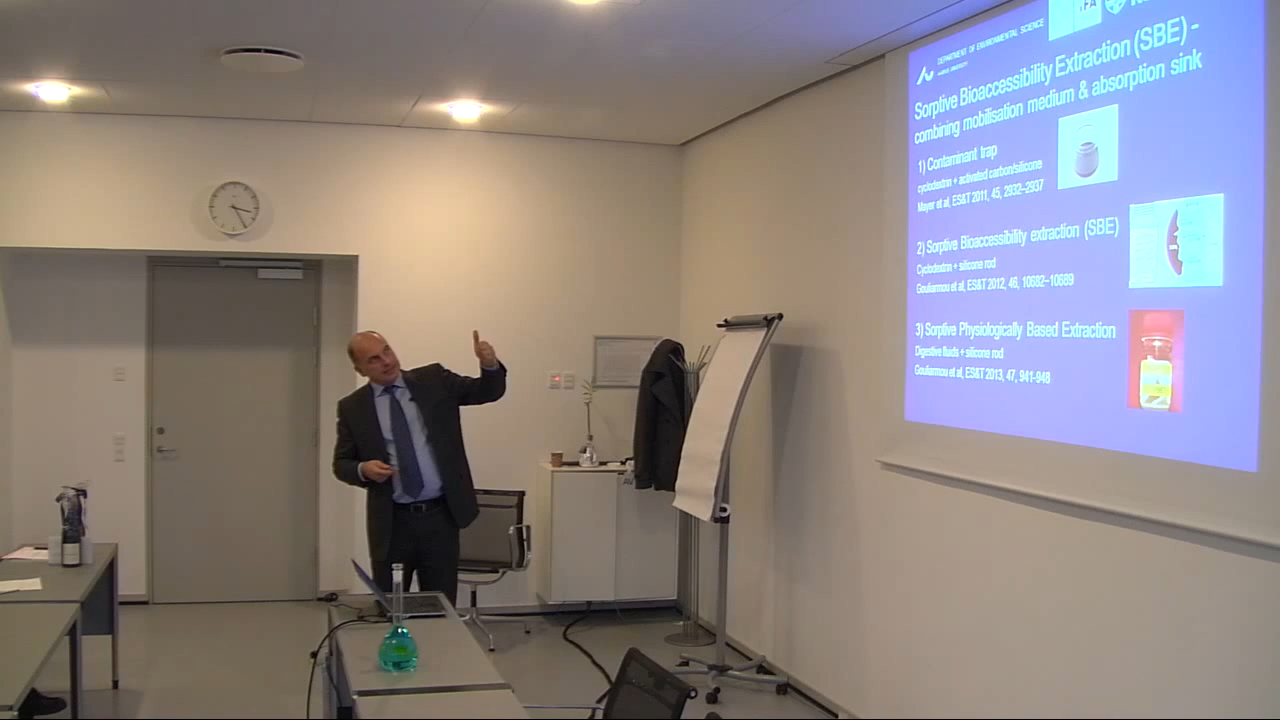 DEPARTMENT OF ENVIRONMENTAL SCIENCE
AARHUS UNIVERSITY
Sorptive Bioaccessibility Extraction (SBE) -
combining mobilisation medium & absorption sink
1) Contaminant trap
cyclodextrin + activated carbon/silicone
Mayer et al, ES&T 2011, 45, 2932–2937
2) Sorptive Bioaccessibility extraction (SBE)
Cyclodextrin + silicone rod
Gouliarmou et al, ES&T 2012, 46, 10682–10689
3) Sorptive Physiologically Based Extraction
Digestive fluids + silicone rod
Gouliarmou et al, ES&T 2013, 47, 941-948
AV